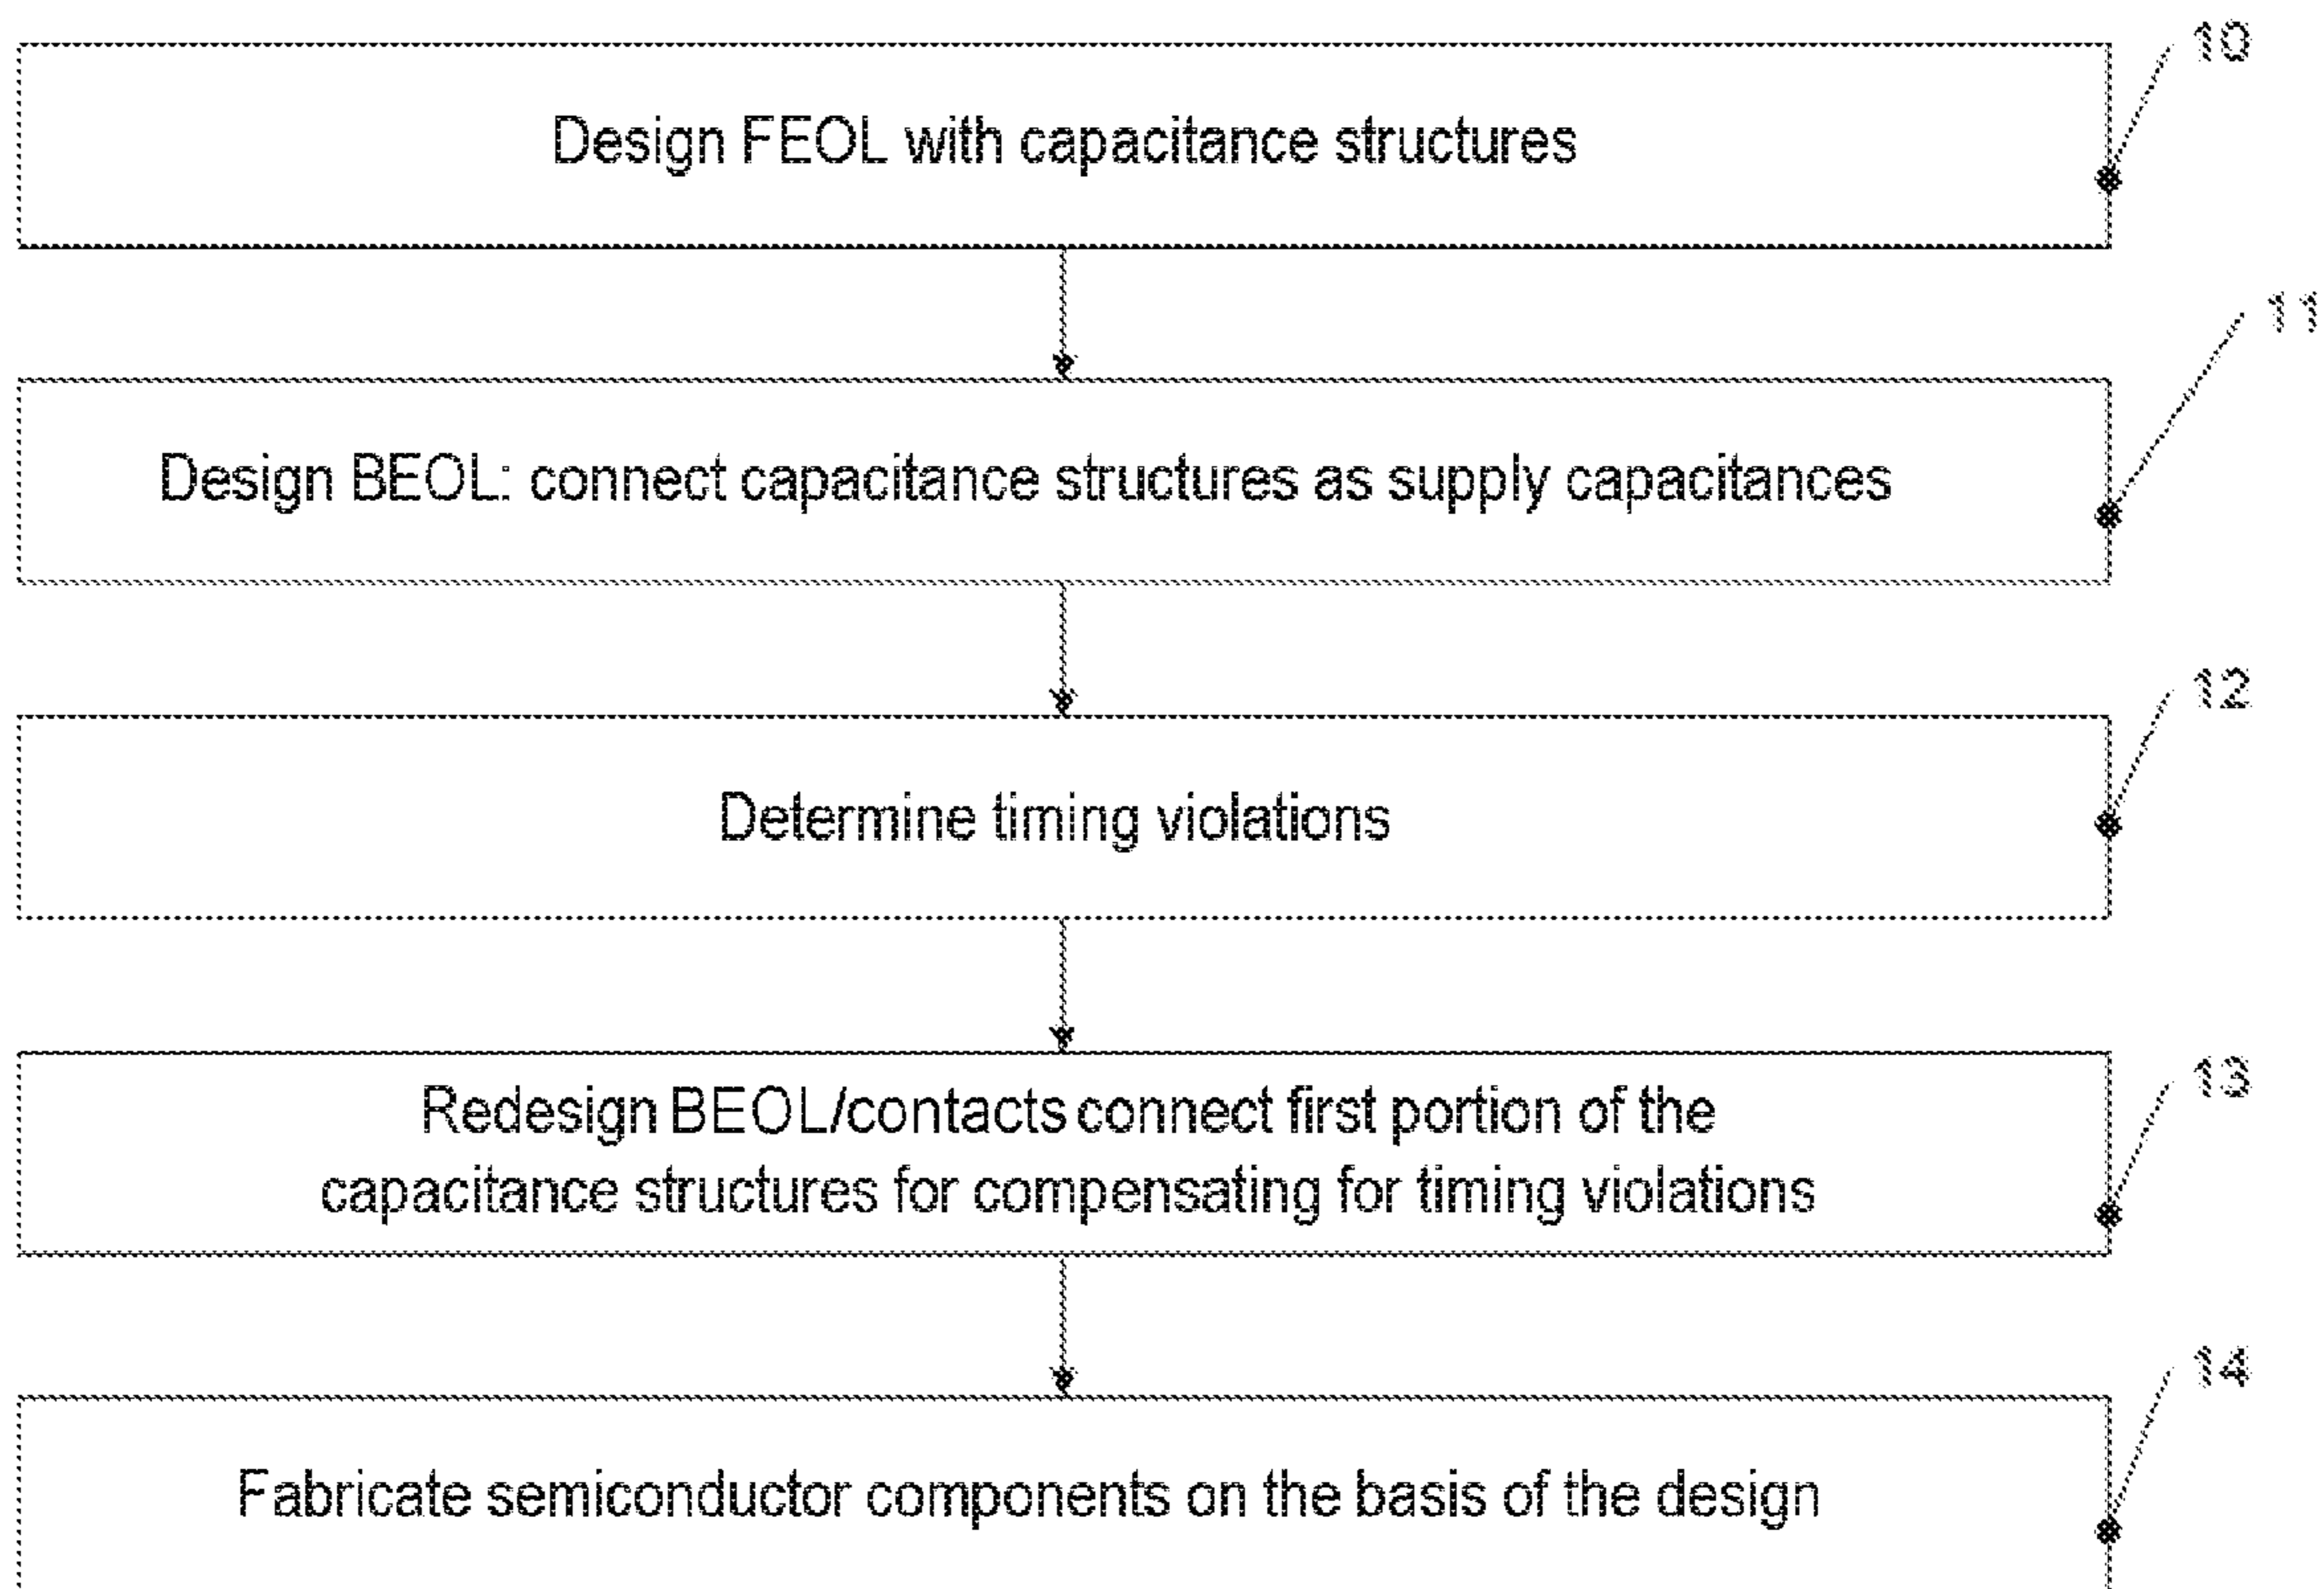 10
Design FEOL with capacitance structures
11
Design BEOL: connect capacitance structures as supply capacitances
12
Determine timing violations
13
Redesign BEOL/contacts connect first portion of the
capacitance structures for compensating for timing violations
14
Fabricate semiconductor components on the basis of the design